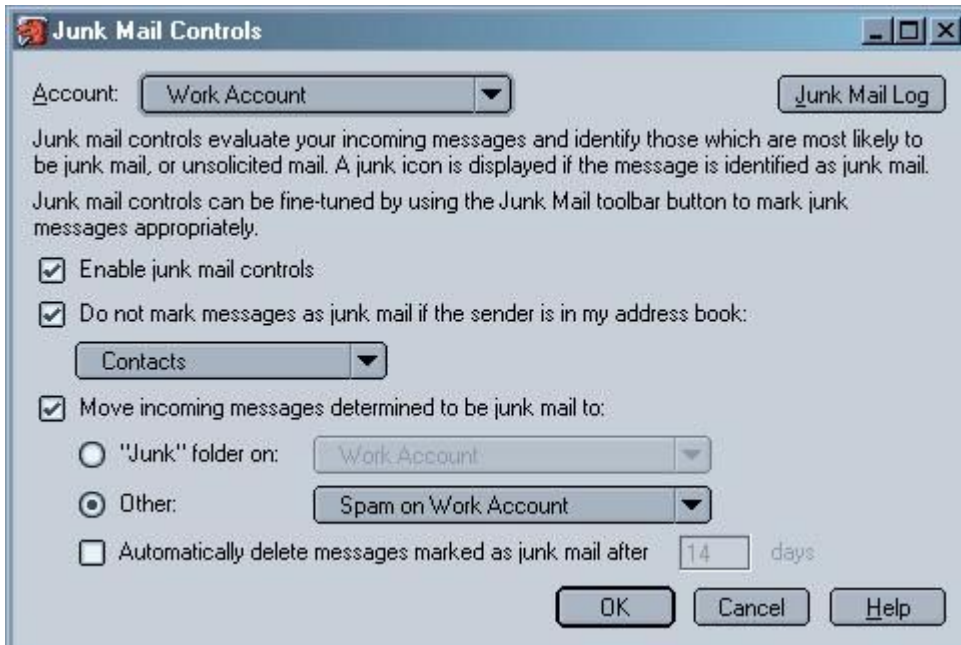 Junk Mail Controls
Account: Work Account Junk Mail Log
Junk mail controls evaluate your incoming messages and identify those which are most likely to
be junk mail, or unsolicited mail. A junk icon is displayed if the message is identified as junk mail.
Junk mail controls can be fine-tuned by using the Junk Mail toolbar button to mark junk
messages appropriately.
Enable junk mail controls
Do not mark messages as junk mail if the sender is in my address book:
Contacts
Move incoming messages determined to be junk mail to:
"Junk" folder on: Work Account
Other: Spam on Work Account
Automatically delete messages marked as junk mail after 14 days
OK Cancel Help